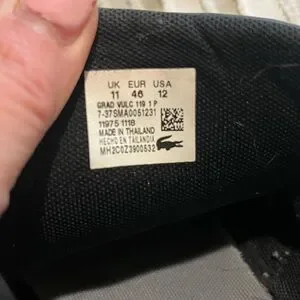 UK EUR USA
11 46 12
GRAD VULC 119 1 P
7-37SMA0051231
11975 1118
MADE IN THAILAND
HECHO EN TAILANDIA
MH2C0Z3900532